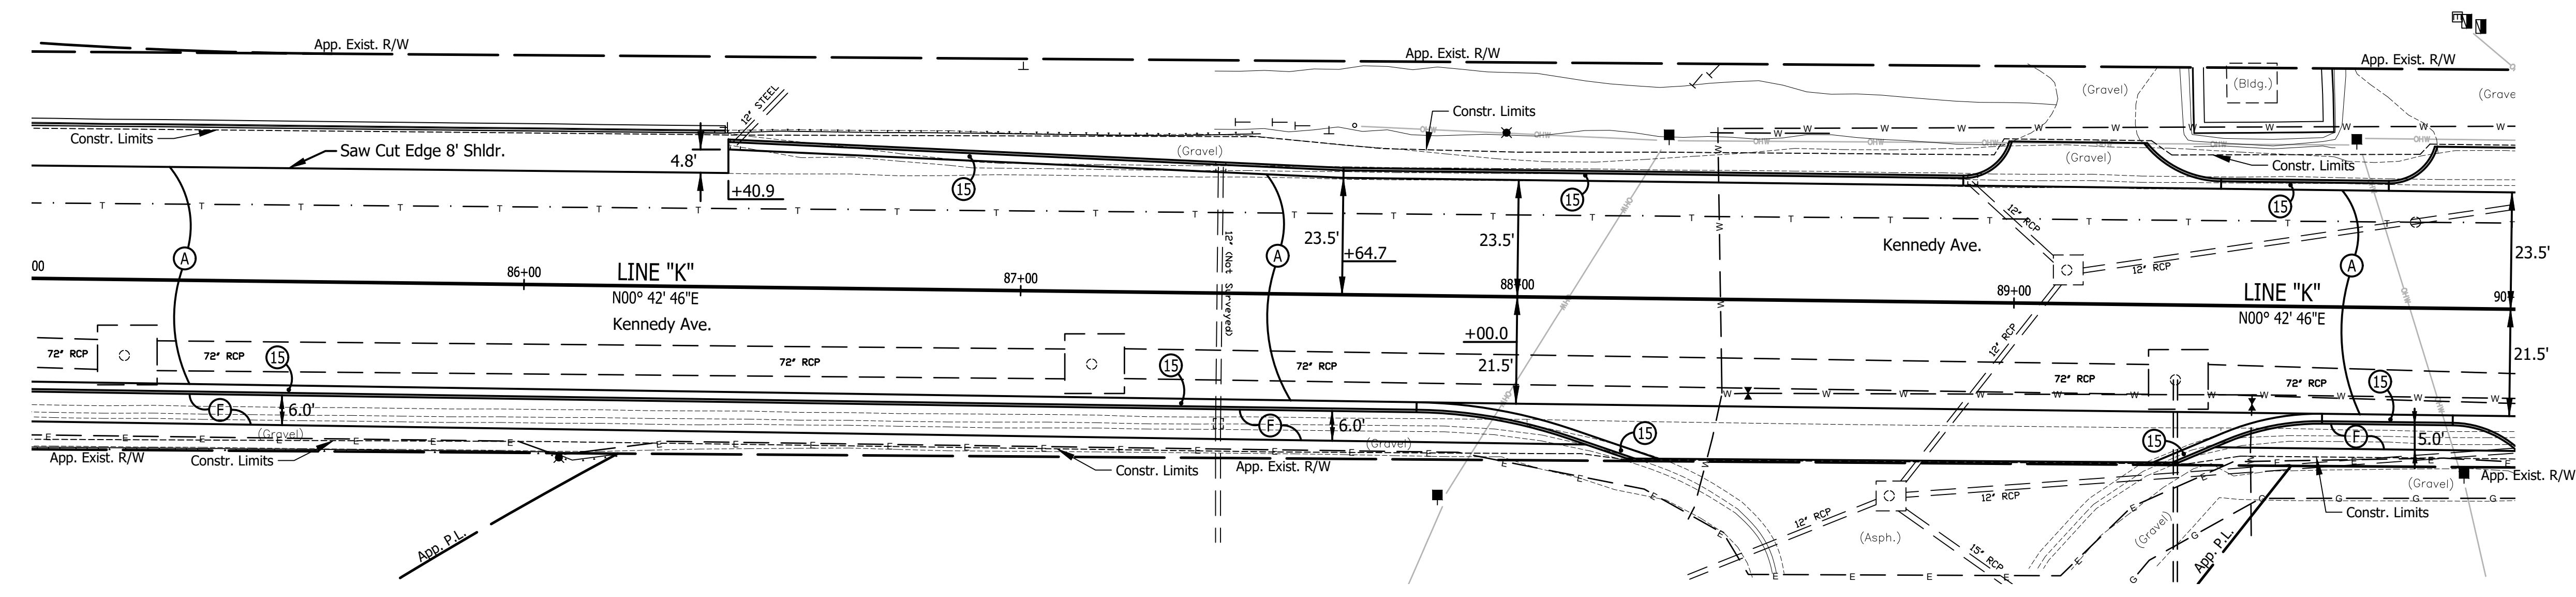 App. Exist. R/W
App. Exist. R/W
App. Exist. R/W
12" STEEL
Constr. Limits
Constr. Limits
(Gravel)
(Bldg.)
(Grave
OHW
W W W W W W W W W W
Saw Cut Edge 8' Shldr.
4.8'
(Gravel)
(Gravel)
Constr. Limits
+40.9
15
15
15
T T T T T T T T T T T T T T T T T T T T T T T T T
12" RCP
12" (Not Surveyed)
23.5'
+64.7
23.5'
Kennedy Ave.
23.5'
A
A
A
00
86+00
LINE "K"
87+00
88+00
89+00
LINE "K"
90+
N00° 42' 46"E
N00° 42' 46"E
Kennedy Ave.
12" RCP
12" RCP
OHW
+00.0
21.5'
21.5'
72" RCP
72" RCP
72" RCP
72" RCP
72" RCP
72" RCP
15
15
15
15
15
F
6.0'
F
6.0'
F
5.0'
(Gravel)
(Gravel)
(Gravel)
App. Exist. R/W
Constr. Limits
Constr. Limits
App. Exist. R/W
App. Exist. R/W
Constr. Limits
12" RCP
12" RCP
15" RCP
(Asph.)
(Gravel)
G G G G G
E E E E E E E E
App. P.L.
App. P.L.